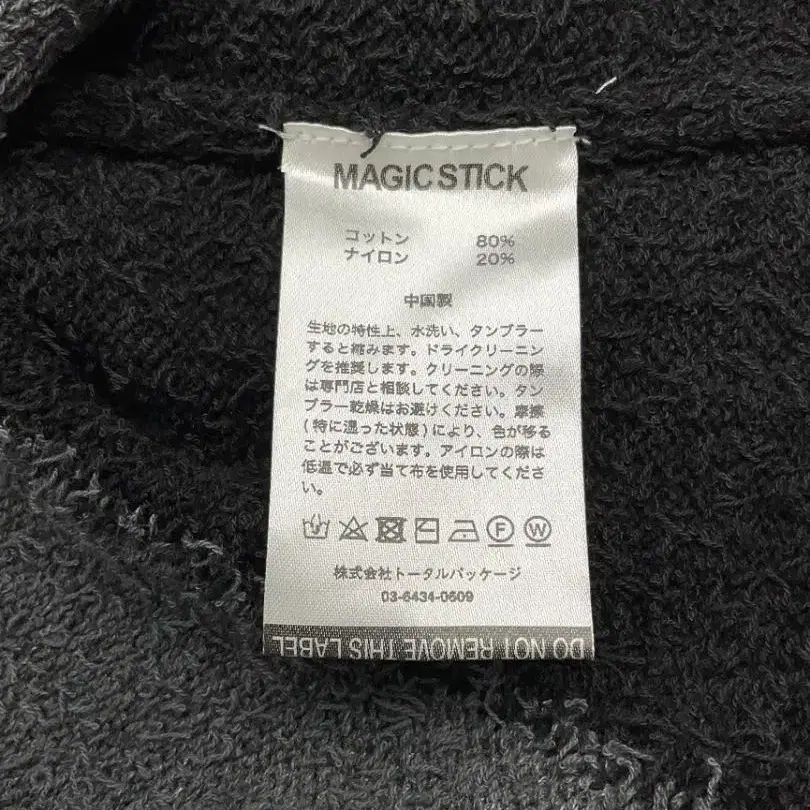 MAGIC STICK
コットン 80%
ナイロン 20%
中国製
生地の特性上、水洗い、タンブラー
すると縮みます。ドライクリーニン
グを推奨します。クリーニングの際
は専門店と相談してください。タン
ブラー乾燥はお避けください。摩擦
(特に湿った状態)により、色が移る
ことがございます。アイロンの際は
低温で必ず当て布を使用してくださ
い。
F W
株式会社トータルパッケージ
03-6434-0609
DO NOT REMOVE THIS LABEL